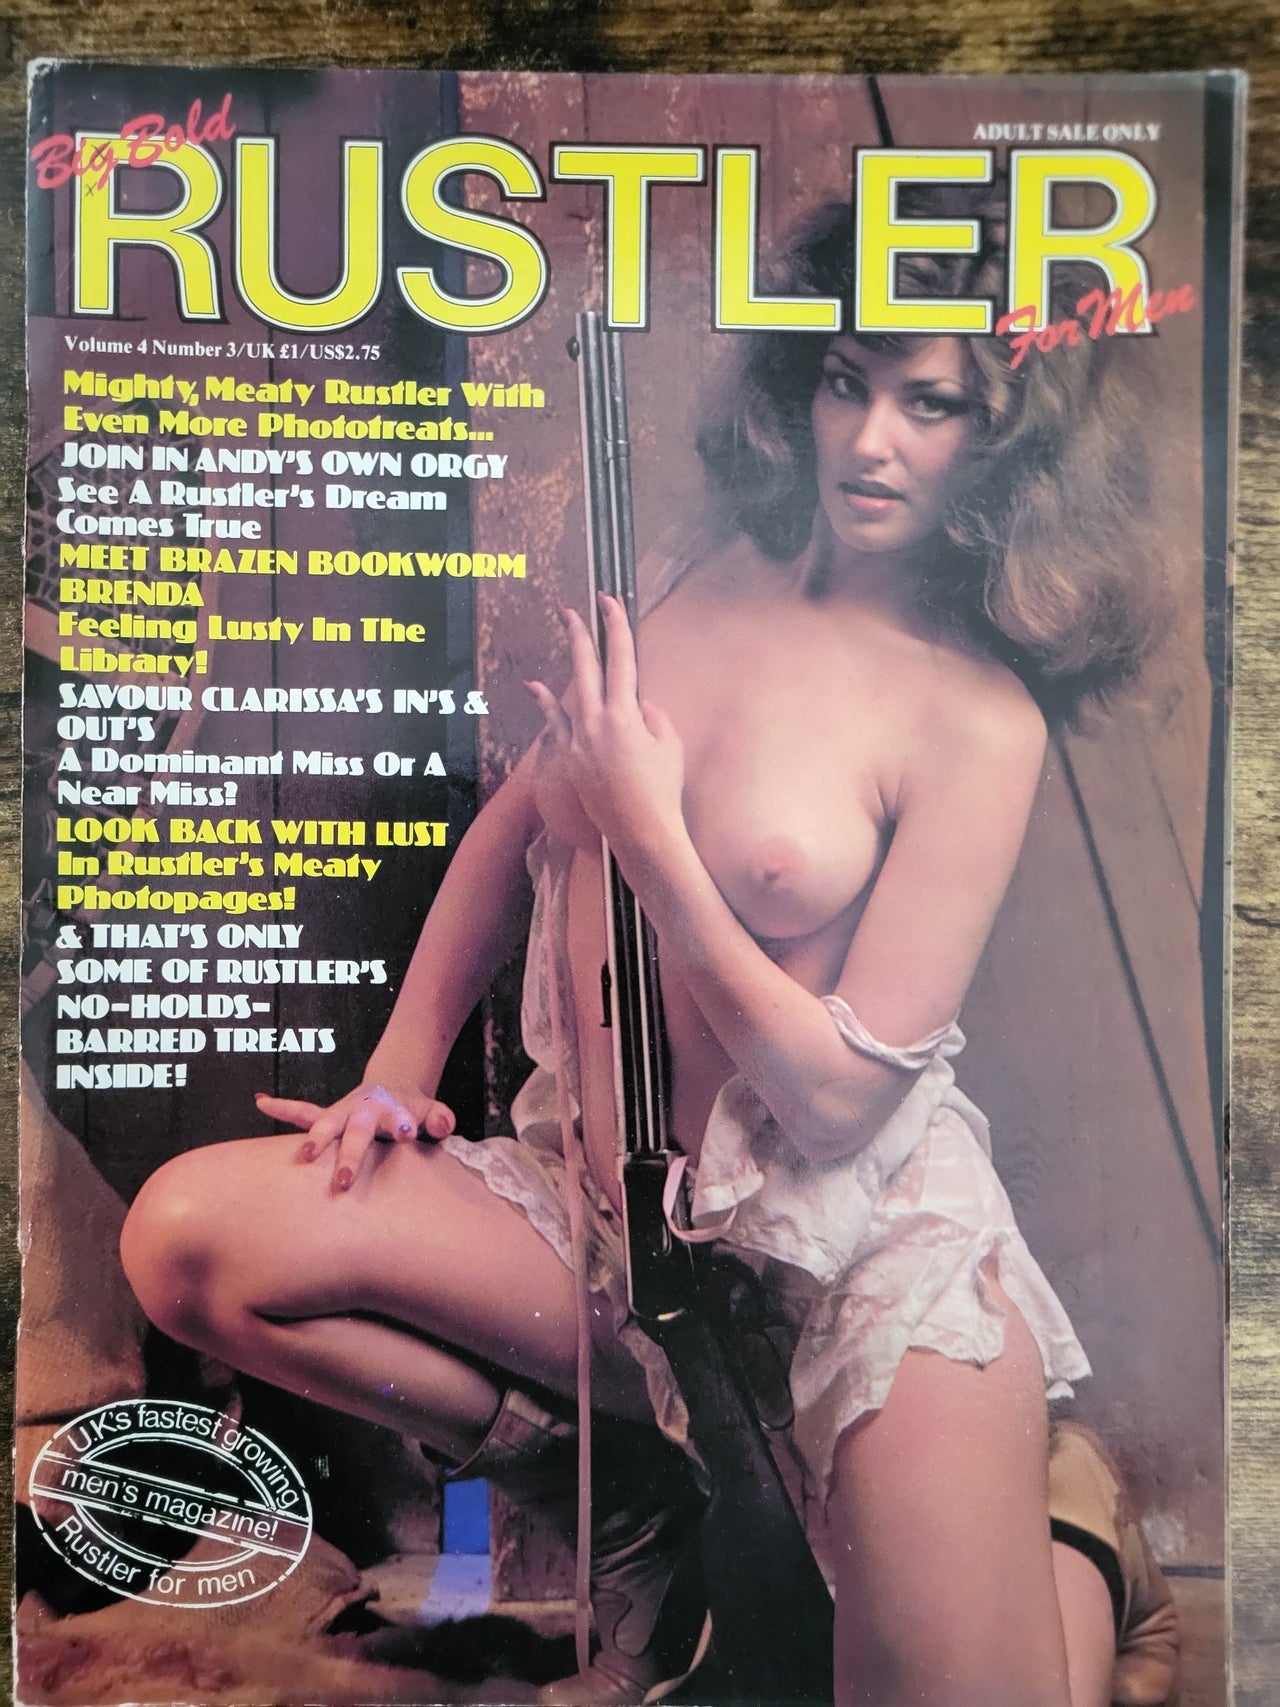 Big Bold
RUSTLER
ADULT SALE ONLY
For Men
Volume 4 Number 3/UK £1/US$2.75
Mighty, Meaty Rustler With
Even More Phototreats...
JOIN IN ANDY'S OWN ORGY
See A Rustler's Dream
Comes True
MEET BRAZEN BOOKWORM
BRENDA
Feeling Lusty In The
Library!
SAVOUR CLARISSA'S IN'S &
OUT'S
A Dominant Miss Or A
Near Miss?
LOOK BACK WITH LUST
In Rustler's Meaty
Photopages!
& THAT'S ONLY
SOME OF RUSTLER'S
NO-HOLDS-
BARRED TREATS
INSIDE!
U.K's fastest growing
men's magazine!
Rustler for men